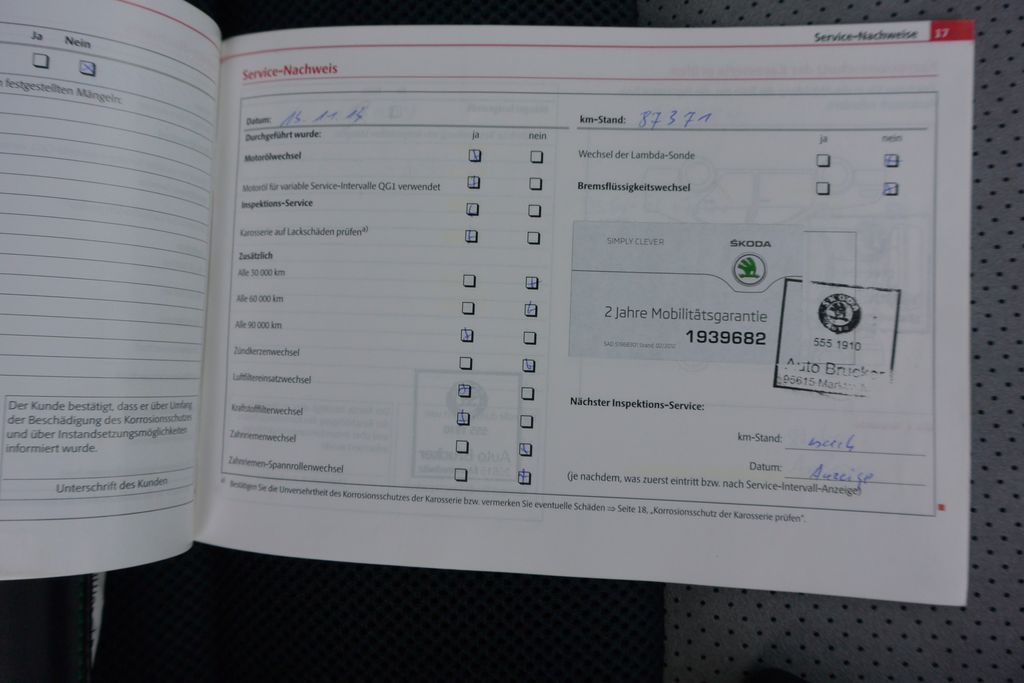 Ja Nein
festgestellten Mängeln:
Der Kunde bestätigt, dass er über Umfang
der Beschädigung des Korrosionsschutzes
und über Instandsetzungsmöglichkeiten
informiert wurde.
Unterschrift des Kunden
Service-Nachweise 17
Service-Nachweis
Datum:
Durchgeführt wurde: ja nein
Motorölwechsel
Motoröl für variable Service-Intervalle QG1 verwendet
Inspektions-Service
Karosserie auf Lackschäden prüfen a)
Zusätzlich
Alle 30 000 km
Alle 60 000 km
Alle 90 000 km
Zündkerzenwechsel
Luftfiltereinsatzwechsel
Kraftstofffilterwechsel
Zahnriemenwechsel
Zahnriemen-Spannrollenwechsel
km-Stand: 87371
ja nein
Wechsel der Lambda-Sonde
Bremsflüssigkeitswechsel
SIMPLY CLEVER ŠKODA
2 Jahre Mobilitätsgarantie
1939682
555 1910
Auto Brucker
95615
Nächster Inspektions-Service:
km-Stand: nach
Datum: Anzeige
(je nachdem, was zuerst eintritt bzw. nach Service-Intervall-Anzeige)
a) Bestätigen Sie die Unversehrtheit des Korrosionsschutzes der Karosserie bzw. vermerken Sie eventuelle Schäden ⇒ Seite 18, „Korrosionsschutz der Karosserie prüfen".